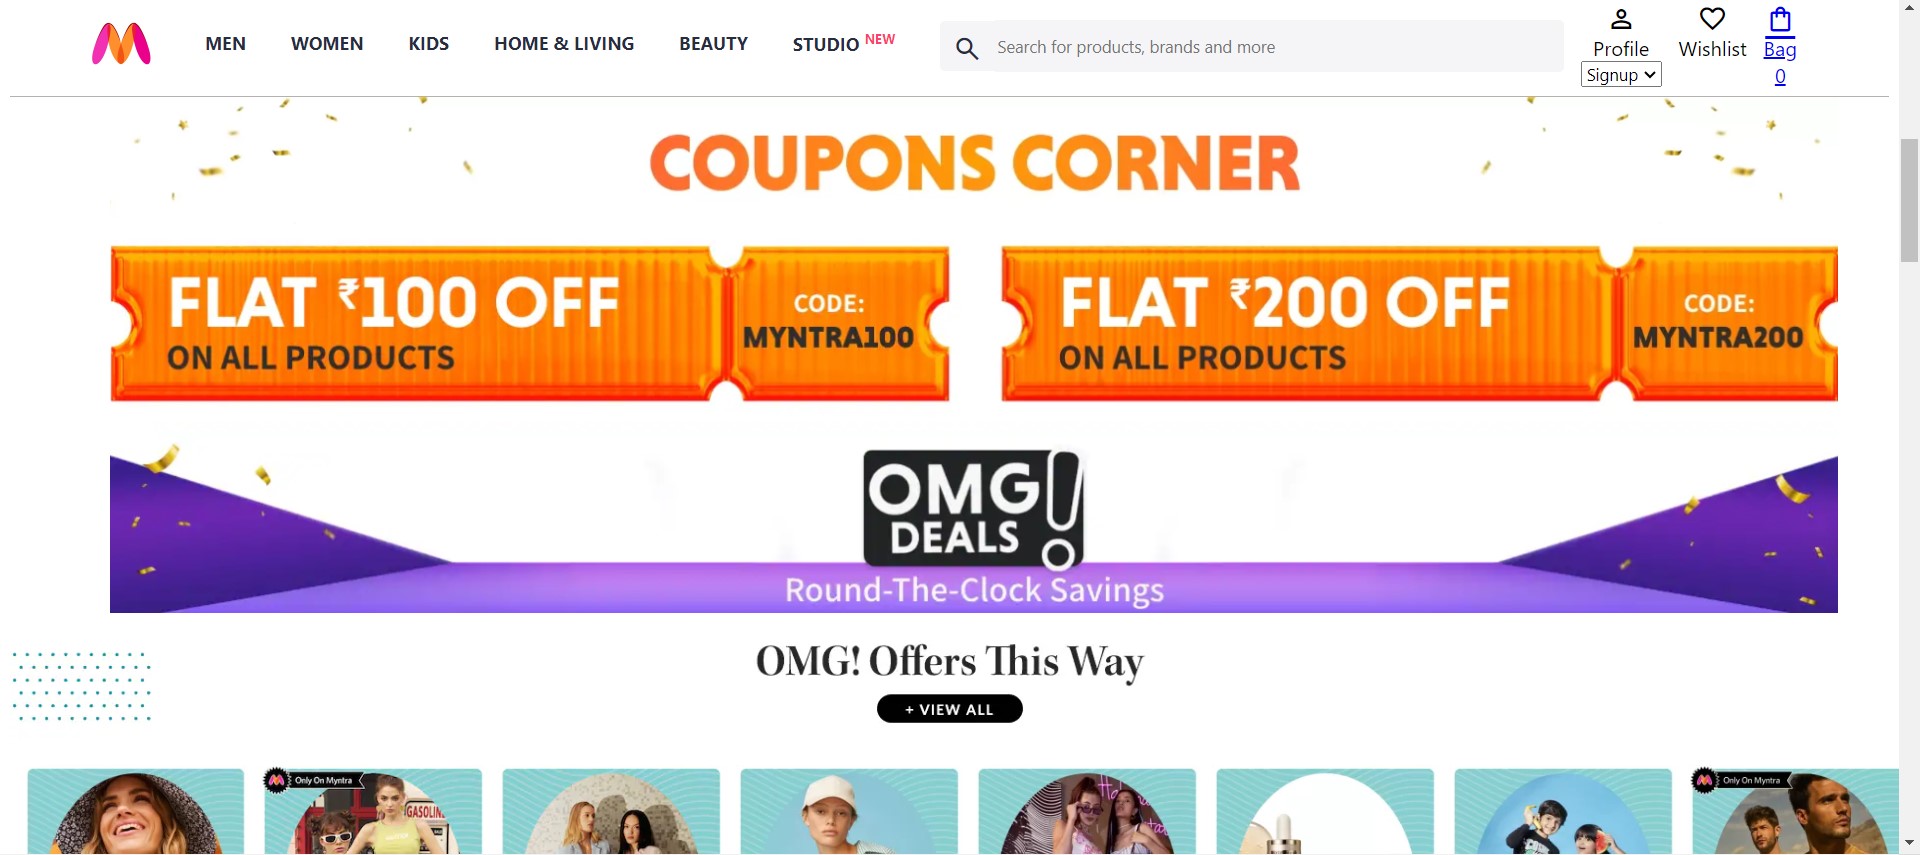 MEN WOMEN KIDS HOME & LIVING BEAUTY STUDIO NEW
Search for products, brands and more
Profile
Signup
Wishlist
Bag
0
COUPONS CORNER
FLAT ₹100 OFF
ON ALL PRODUCTS
CODE:
MYNTRA100
FLAT ₹200 OFF
ON ALL PRODUCTS
CODE:
MYNTRA200
OMG!
DEALS
Round-The-Clock Savings
OMG! Offers This Way
+ VIEW ALL
Only On Myntra
GASOLINE
Only On Myntra